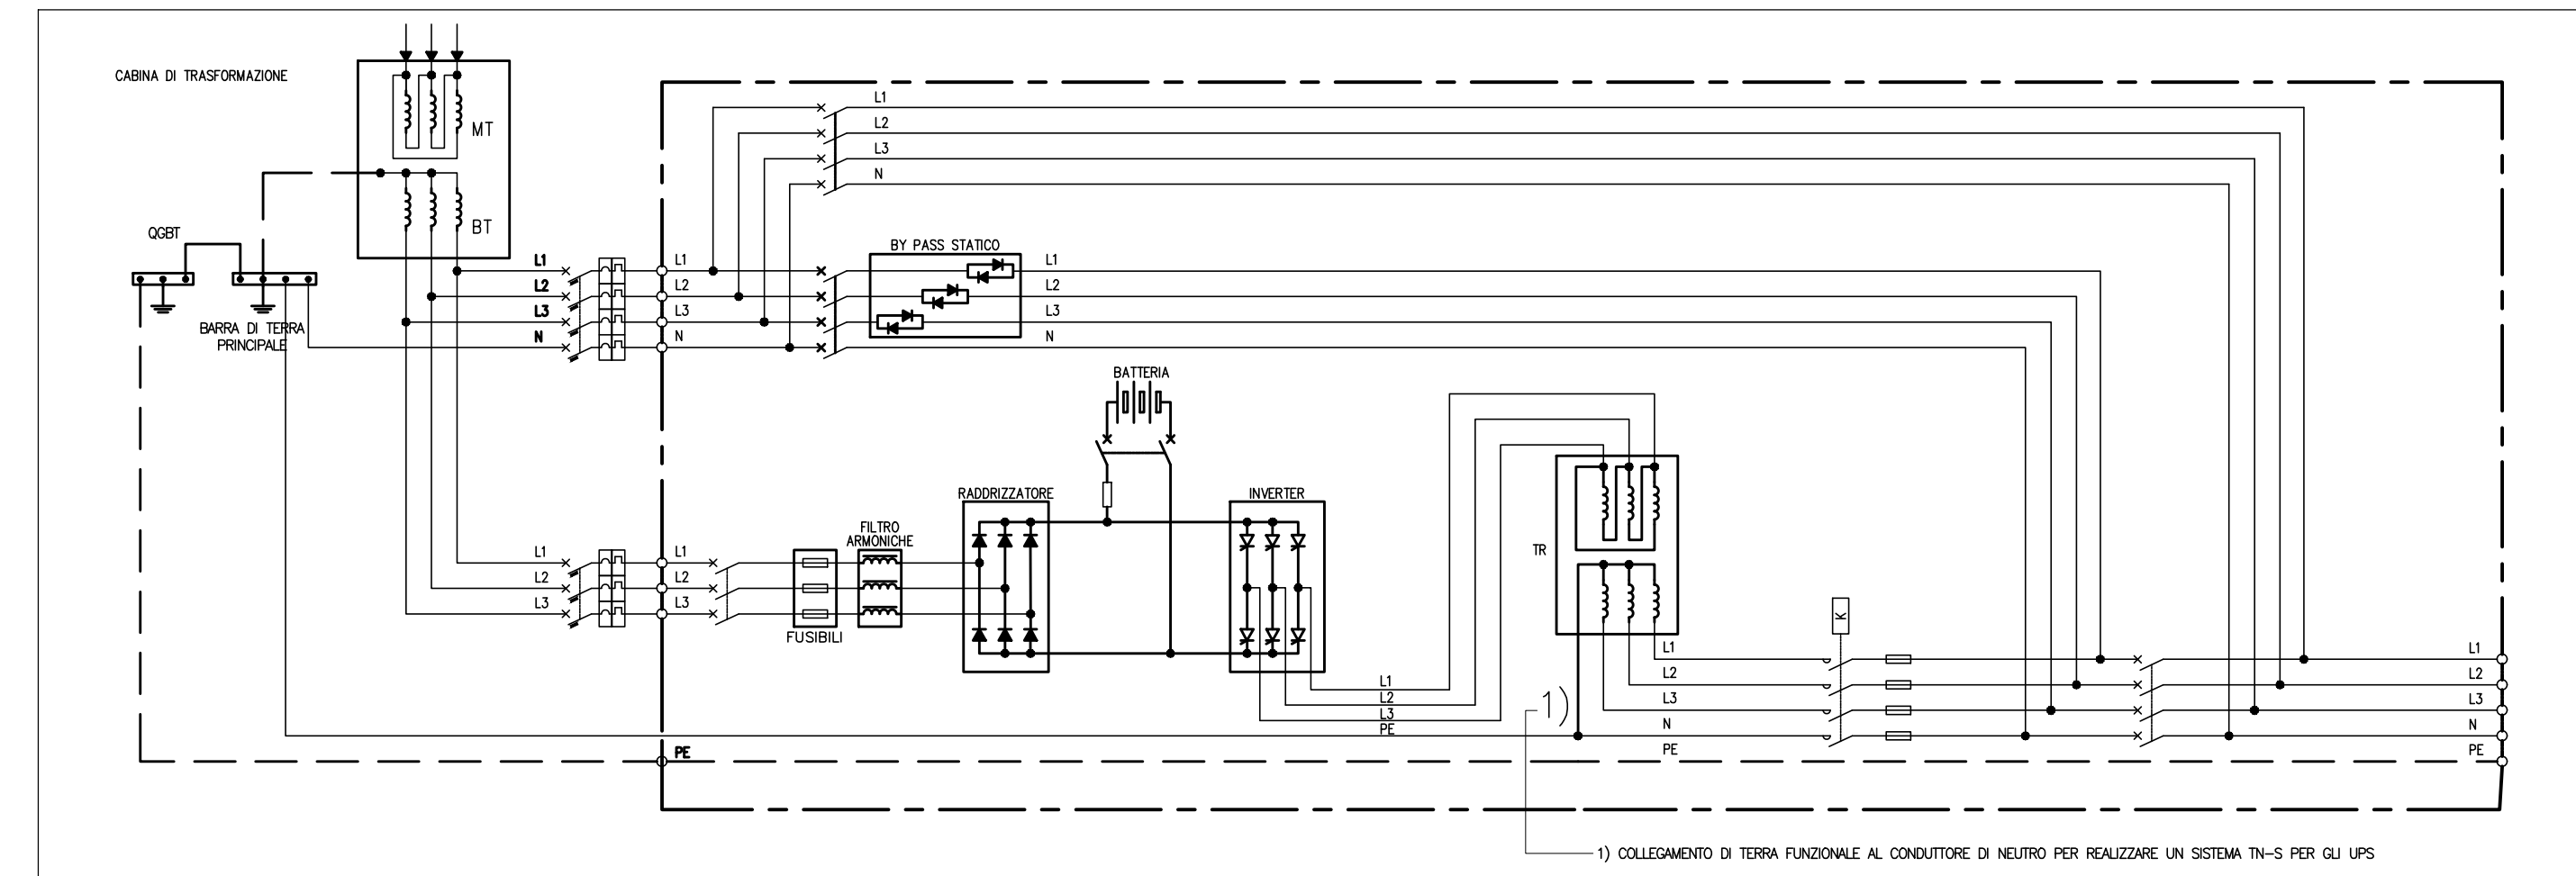 CABINA DI TRASFORMAZIONE
MT
BT
QGBT
BARRA DI TERRA
PRINCIPALE
L1
L2
L3
N
L1
L2
L3
N
L1
L2
L3
N
BY PASS STATICO
L1
L2
L3
N
BATTERIA
RADDRIZZATORE
INVERTER
FILTRO
ARMONICHE
FUSIBILI
L1
L2
L3
L1
L2
L3
PE
TR
K
L1
L2
L3
PE
L1
L2
L3
N
PE
1)
L1
L2
L3
N
PE
1) COLLEGAMENTO DI TERRA FUNZIONALE AL CONDUTTORE DI NEUTRO PER REALIZZARE UN SISTEMA TN-S PER GLI UPS